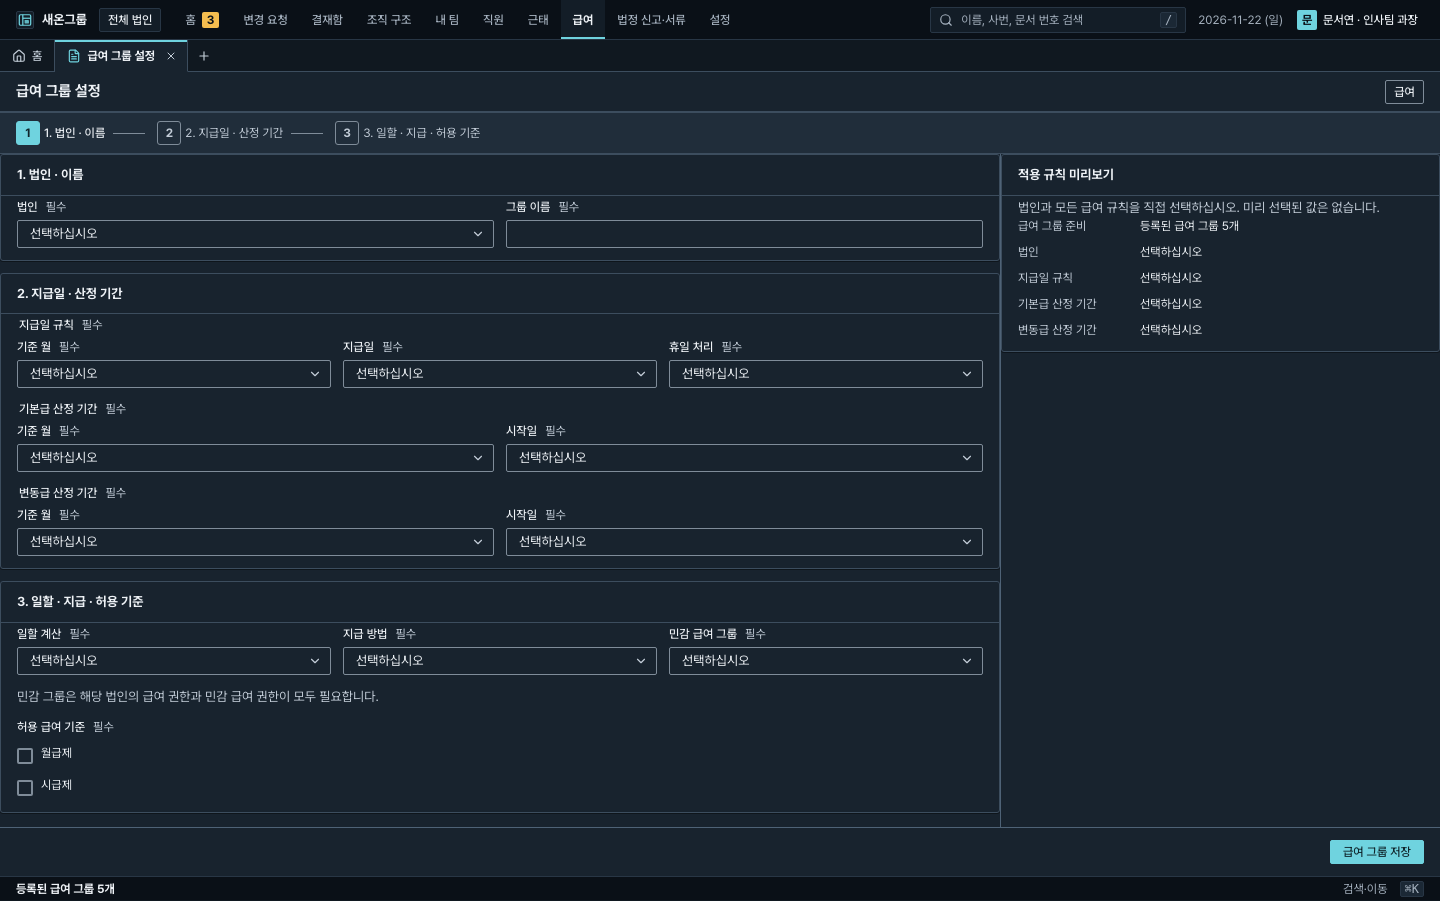 새온그룹 전체 법인 홈 3 변경 요청 결재함 조직 구조 내 팀 직원 근태 급여 법정 신고·서류 설정 이름, 사번, 문서 번호 검색 / 2026-11-22 (일) 문 문서연 · 인사팀 과장
홈 급여 그룹 설정
급여 그룹 설정 급여
1 1. 법인 · 이름 2 2. 지급일 · 산정 기간 3 3. 일할 · 지급 · 허용 기준
1. 법인 · 이름
법인 필수 그룹 이름 필수
선택하십시오
2. 지급일 · 산정 기간
지급일 규칙 필수
기준 월 필수 지급일 필수 휴일 처리 필수
선택하십시오 선택하십시오 선택하십시오
기본급 산정 기간 필수
기준 월 필수 시작일 필수
선택하십시오 선택하십시오
변동급 산정 기간 필수
기준 월 필수 시작일 필수
선택하십시오 선택하십시오
3. 일할 · 지급 · 허용 기준
일할 계산 필수 지급 방법 필수 민감 급여 그룹 필수
선택하십시오 선택하십시오 선택하십시오
민감 그룹은 해당 법인의 급여 권한과 민감 급여 권한이 모두 필요합니다.
허용 급여 기준 필수
월급제
시급제
적용 규칙 미리보기
법인과 모든 급여 규칙을 직접 선택하십시오. 미리 선택된 값은 없습니다.
급여 그룹 준비 등록된 급여 그룹 5개
법인 선택하십시오
지급일 규칙 선택하십시오
기본급 산정 기간 선택하십시오
변동급 산정 기간 선택하십시오
급여 그룹 저장
등록된 급여 그룹 5개 검색·이동 ⌘K